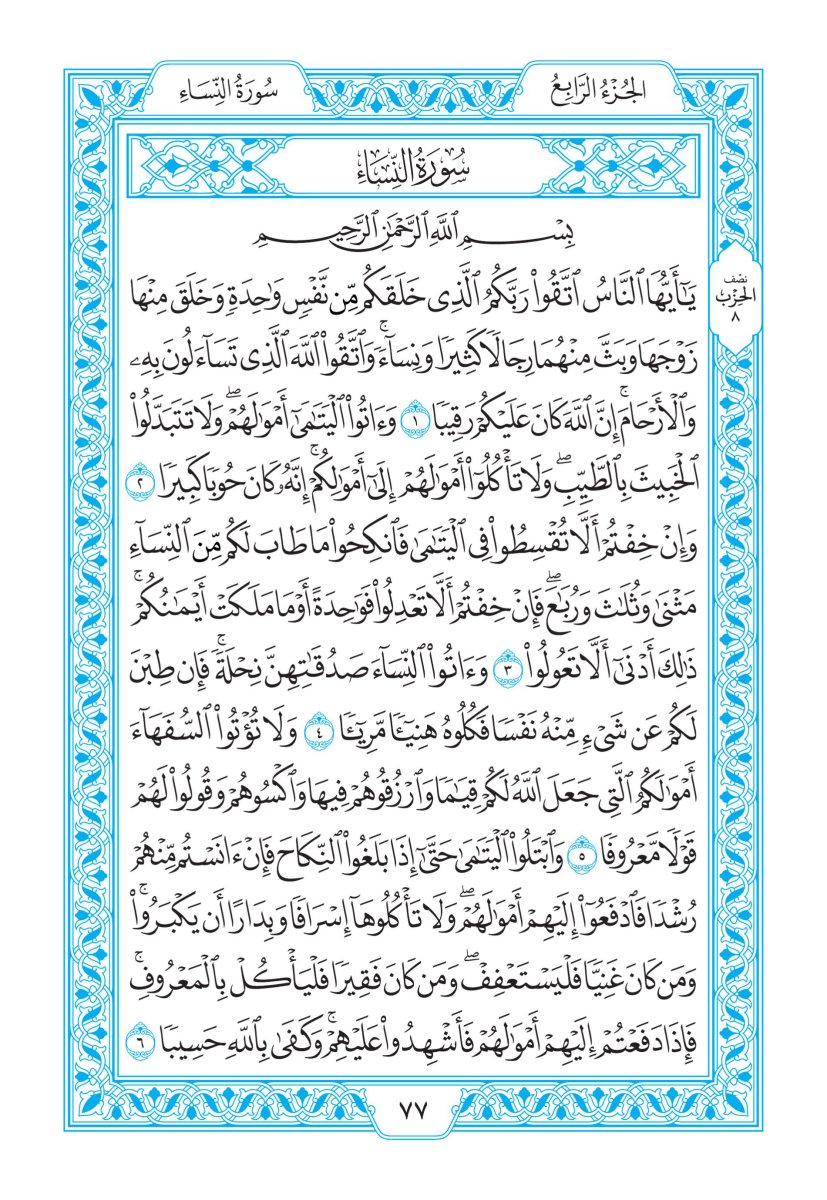 الجُزْءُ الرَّابِعُ
سُورَةُ النِّسَاءِ
سُورَةُ النِّسَاءِ
بِسْمِ ٱللَّهِ ٱلرَّحْمَٰنِ ٱلرَّحِيمِ
نصف
الحِزْب
٨
يَٰٓأَيُّهَا ٱلنَّاسُ ٱتَّقُوا۟ رَبَّكُمُ ٱلَّذِى خَلَقَكُم مِّن نَّفْسٍ وَٰحِدَةٍ وَخَلَقَ مِنْهَا
زَوْجَهَا وَبَثَّ مِنْهُمَا رِجَالًا كَثِيرًا وَنِسَآءً ۚ وَٱتَّقُوا۟ ٱللَّهَ ٱلَّذِى تَسَآءَلُونَ بِهِۦ
وَٱلْأَرْحَامَ ۚ إِنَّ ٱللَّهَ كَانَ عَلَيْكُمْ رَقِيبًا ١ وَءَاتُوا۟ ٱلْيَتَٰمَىٰٓ أَمْوَٰلَهُمْ ۖ وَلَا تَتَبَدَّلُوا۟
ٱلْخَبِيثَ بِٱلطَّيِّبِ ۖ وَلَا تَأْكُلُوٓا۟ أَمْوَٰلَهُمْ إِلَىٰٓ أَمْوَٰلِكُمْ ۚ إِنَّهُۥ كَانَ حُوبًا كَبِيرًا ٢
وَإِنْ خِفْتُمْ أَلَّا تُقْسِطُوا۟ فِى ٱلْيَتَٰمَىٰ فَٱنكِحُوا۟ مَا طَابَ لَكُم مِّنَ ٱلنِّسَآءِ
مَثْنَىٰ وَثُلَٰثَ وَرُبَٰعَ ۖ فَإِنْ خِفْتُمْ أَلَّا تَعْدِلُوا۟ فَوَٰحِدَةً أَوْ مَا مَلَكَتْ أَيْمَٰنُكُمْ ۚ
ذَٰلِكَ أَدْنَىٰٓ أَلَّا تَعُولُوا۟ ٣ وَءَاتُوا۟ ٱلنِّسَآءَ صَدُقَٰتِهِنَّ نِحْلَةً ۚ فَإِن طِبْنَ
لَكُمْ عَن شَىْءٍ مِّنْهُ نَفْسًا فَكُلُوهُ هَنِيٓـًٔا مَّرِيٓـًٔا ٤ وَلَا تُؤْتُوا۟ ٱلسُّفَهَآءَ
أَمْوَٰلَكُمُ ٱلَّتِى جَعَلَ ٱللَّهُ لَكُمْ قِيَٰمًا وَٱرْزُقُوهُمْ فِيهَا وَٱكْسُوهُمْ وَقُولُوا۟ لَهُمْ
قَوْلًا مَّعْرُوفًا ٥ وَٱبْتَلُوا۟ ٱلْيَتَٰمَىٰ حَتَّىٰٓ إِذَا بَلَغُوا۟ ٱلنِّكَاحَ فَإِنْ ءَانَسْتُم مِّنْهُمْ
رُشْدًا فَٱدْفَعُوٓا۟ إِلَيْهِمْ أَمْوَٰلَهُمْ ۖ وَلَا تَأْكُلُوهَآ إِسْرَافًا وَبِدَارًا أَن يَكْبَرُوا۟ ۚ
وَمَن كَانَ غَنِيًّا فَلْيَسْتَعْفِفْ ۖ وَمَن كَانَ فَقِيرًا فَلْيَأْكُلْ بِٱلْمَعْرُوفِ ۚ
فَإِذَا دَفَعْتُمْ إِلَيْهِمْ أَمْوَٰلَهُمْ فَأَشْهِدُوا۟ عَلَيْهِمْ ۚ وَكَفَىٰ بِٱللَّهِ حَسِيبًا ٦
٧٧